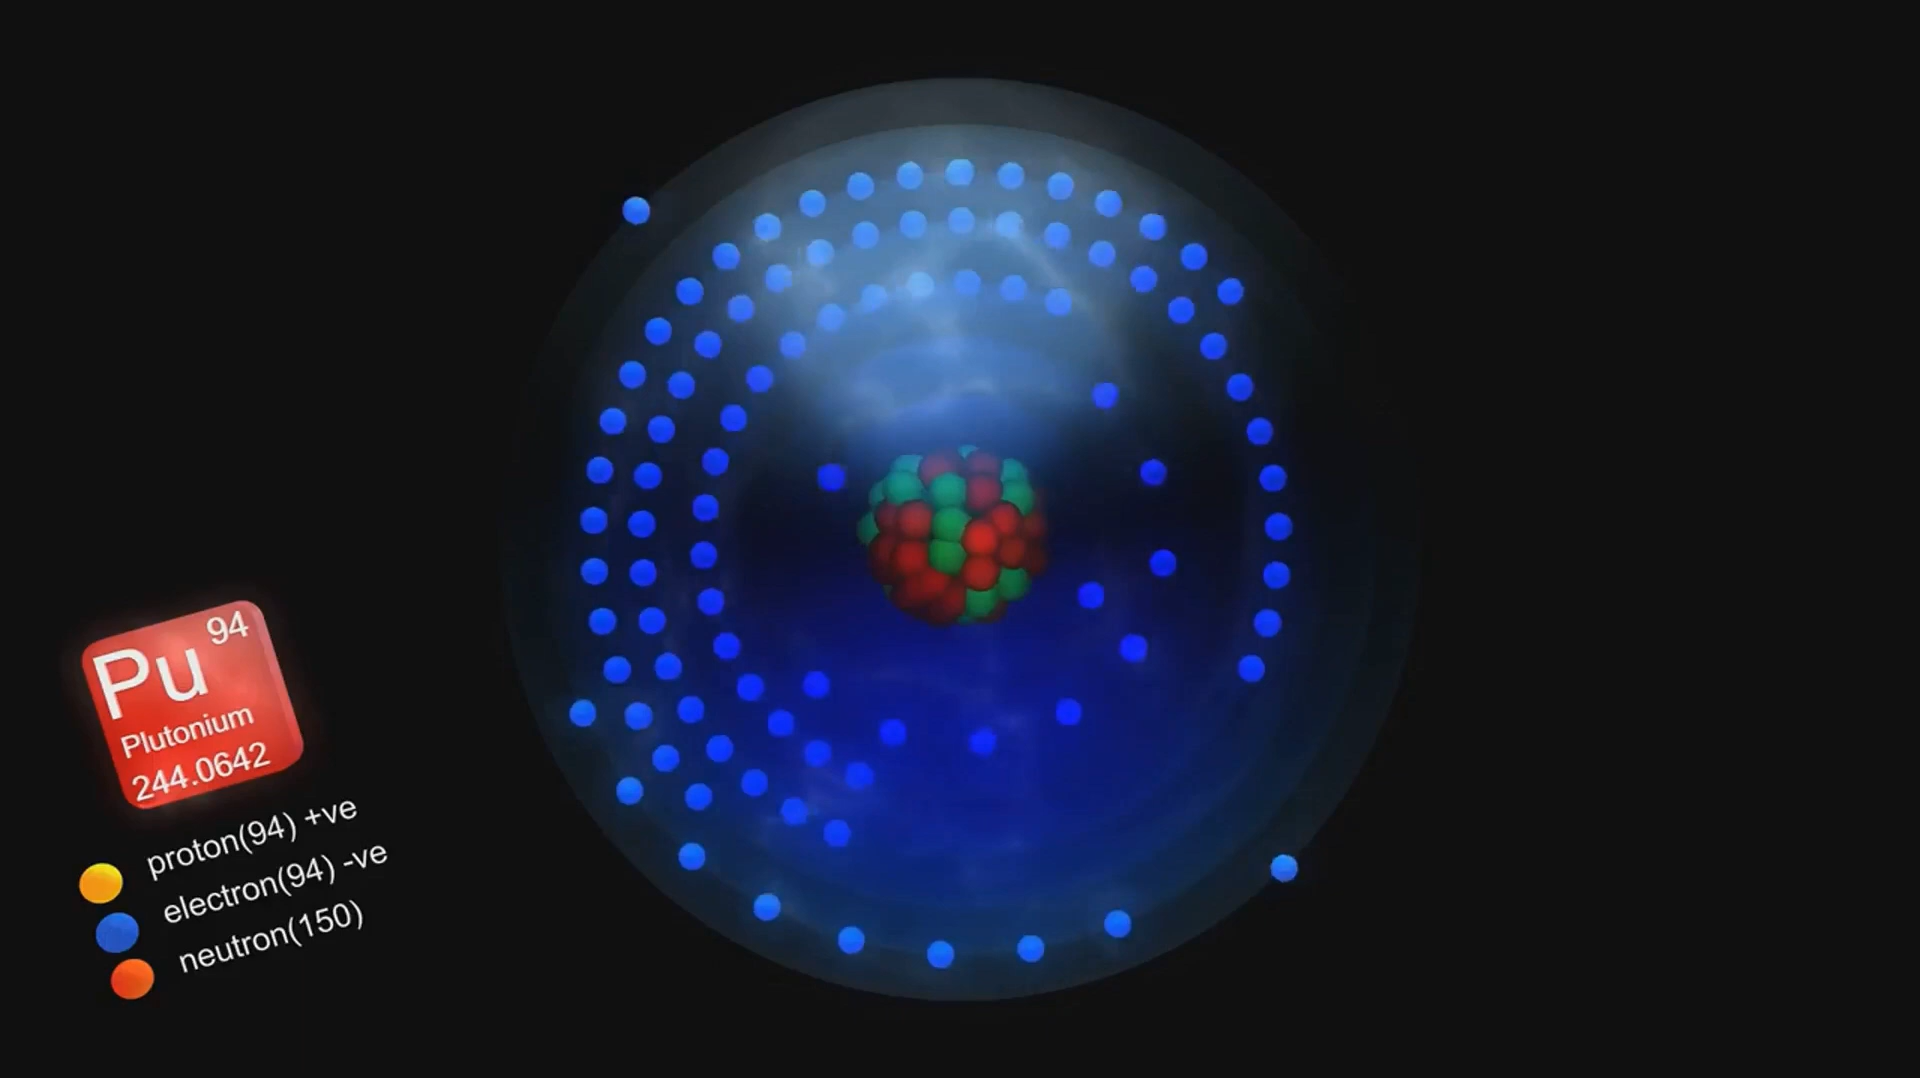 94
Pu
Plutonium
244.0642
proton(94) +ve
electron(94) -ve
neutron(150)